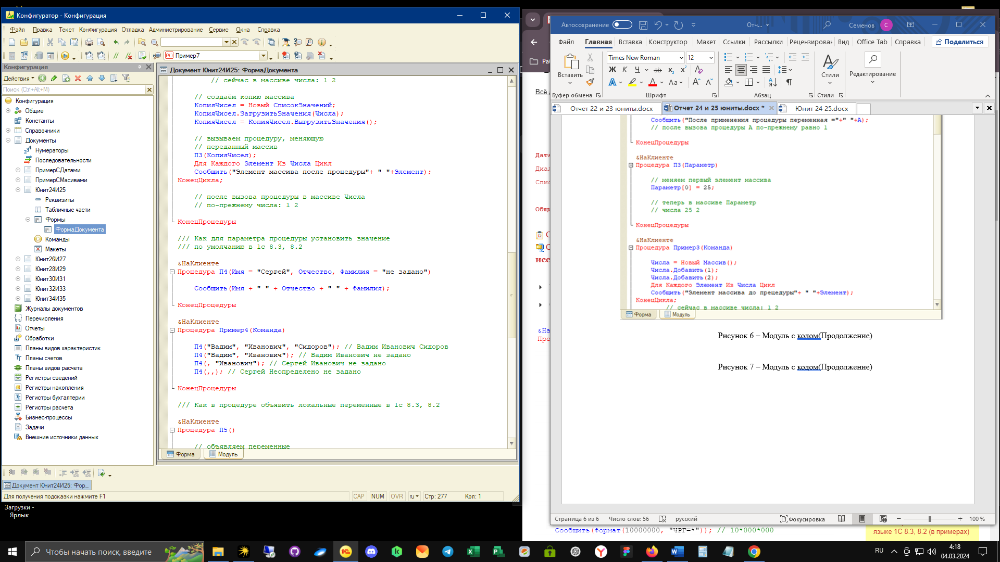 Конфигуратор - Конфигурация
Файл Правка Текст Конфигурация Отладка Администрирование Сервис Окна Справка
Пример7
Конфигурация
Действия
Поиск (Ctrl+Alt+M)
Конфигурация
Общие
Константы
Справочники
Документы
Нумераторы
Последовательности
ПримерСДатами
ПримерСМасивами
Юнит24И25
Реквизиты
Табличные части
Формы
ФормаДокумента
Команды
Макеты
Юнит26И27
Юнит28И29
Юнит30И31
Юнит32И33
Юнит34И35
Журналы документов
Перечисления
Отчеты
Обработки
Планы видов характеристик
Планы счетов
Планы видов расчета
Регистры сведений
Регистры накопления
Регистры бухгалтерии
Регистры расчета
Бизнес-процессы
Задачи
Внешние источники данных
Документ Юнит24И25: ФормаДокумента
// сейчас в массиве числа: 1 2
// создаём копию массива
КопияЧисел = Новый СписокЗначений;
КопияЧисел.ЗагрузитьЗначения(Числа);
КопияЧисел = КопияЧисел.ВыгрузитьЗначения();
// вызываем процедуру, меняющую
// переданный массив
П3(КопияЧисел);
Для Каждого Элемент Из Числа Цикл
Сообщить("Элемент массива после процедуры"+ " "+Элемент);
КонецЦикла;
// после вызова процедуры в массиве Числа
// по-прежнему числа: 1 2
КонецПроцедуры
/// Как для параметра процедуры установить значение
/// по умолчанию в 1с 8.3, 8.2
&НаКлиенте
Процедура П4(Имя = "Сергей", Отчество, Фамилия = "не задано")
Сообщить(Имя + " " + Отчество + " " + Фамилия);
КонецПроцедуры
&НаКлиенте
Процедура Пример4(Команда)
П4("Вадим", "Иванович", "Сидоров"); // Вадим Иванович Сидоров
П4("Вадим", "Иванович"); // Вадим Иванович не задано
П4(, "Иванович"); // Сергей Иванович не задано
П4(,,); // Сергей Неопределено не задано
КонецПроцедуры
/// Как в процедуре объявить локальные переменные в 1с 8.3, 8.2
&НаКлиенте
Процедура П5()
// объявляем переменные
Форма Модуль
Документ Юнит24И25: Фор...
Для получения подсказки нажмите F1
CAP NUM OVR ru Стр: 277 Кол: 1
Загрузки -
Ярлык
Раб
Всё
Дата
Диал
Спис
Общи
С
С
исс
&На
Про
Автосохранение Отч... Семенов С
Файл Главная Вставка Конструктор Макет Ссылки Рассылки Рецензирован Вид Office Tab Справка Поделиться
Вставить
Times New Roman 12
Ж К Ч ab x₂ x²
Стили
Редактирование
Буфер обмена Шрифт Абзац Стили
Отчет 22 и 23 юниты.docx Отчет 24 и 25 юниты.docx * Юнит 24 25.docx
Сообщить("После применения процедуры переменная ="+" "+А);
// после вызова процедуры А по-прежнему равно 1
КонецПроцедуры
&НаКлиенте
Процедура П3(Параметр)
// меняем первый элемент массива
Параметр[0] = 25;
// теперь в массиве Параметр
// числа 25 2
КонецПроцедуры
&НаКлиенте
Процедура Пример3(Команда)
Числа = Новый Массив();
Числа.Добавить(1);
Числа.Добавить(2);
Для Каждого Элемент Из Числа Цикл
Сообщить("Элемент массива до прецедуры"+ " "+Элемент);
КонецЦикла;
// сейчас в массиве числа: 1 2
Форма Модуль
Рисунок 6 – Модуль с кодом(Продолжение)
Рисунок 7 – Модуль с кодом(Продолжение)
Страница 6 из 6 Число слов: 56 русский Фокусировка 100 %
Сообщить(Формат(10000000, "ЧРГ=*")); // 10*000*000
языке 1С 8.3, 8.2 (в примерах)
Чтобы начать поиск, введите
RU
4:18
04.03.2024